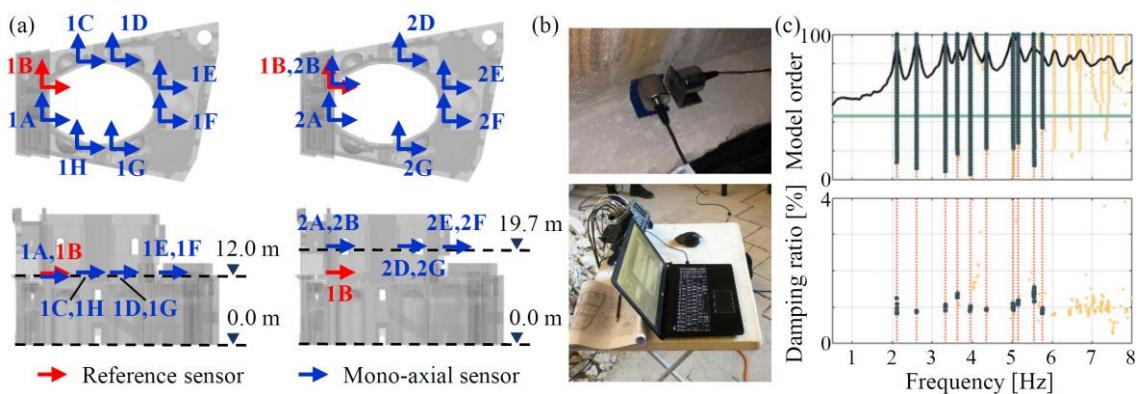 (a)
1C 1D
1B
1E
1A
1F
1H
1G
2D
1B,2B
2E
2A
2F
2G
1A,1B
1E,1F
12.0 m
1C,1H
1D,1G
0.0 m
2A,2B
2E,2F
19.7 m
2D,2G
1B
0.0 m
Reference sensor
Mono-axial sensor
(b)
(c)
100
Model order
0
4
Damping ratio [%]
2
0
1 2 3 4 5 6 7 8
Frequency [Hz]